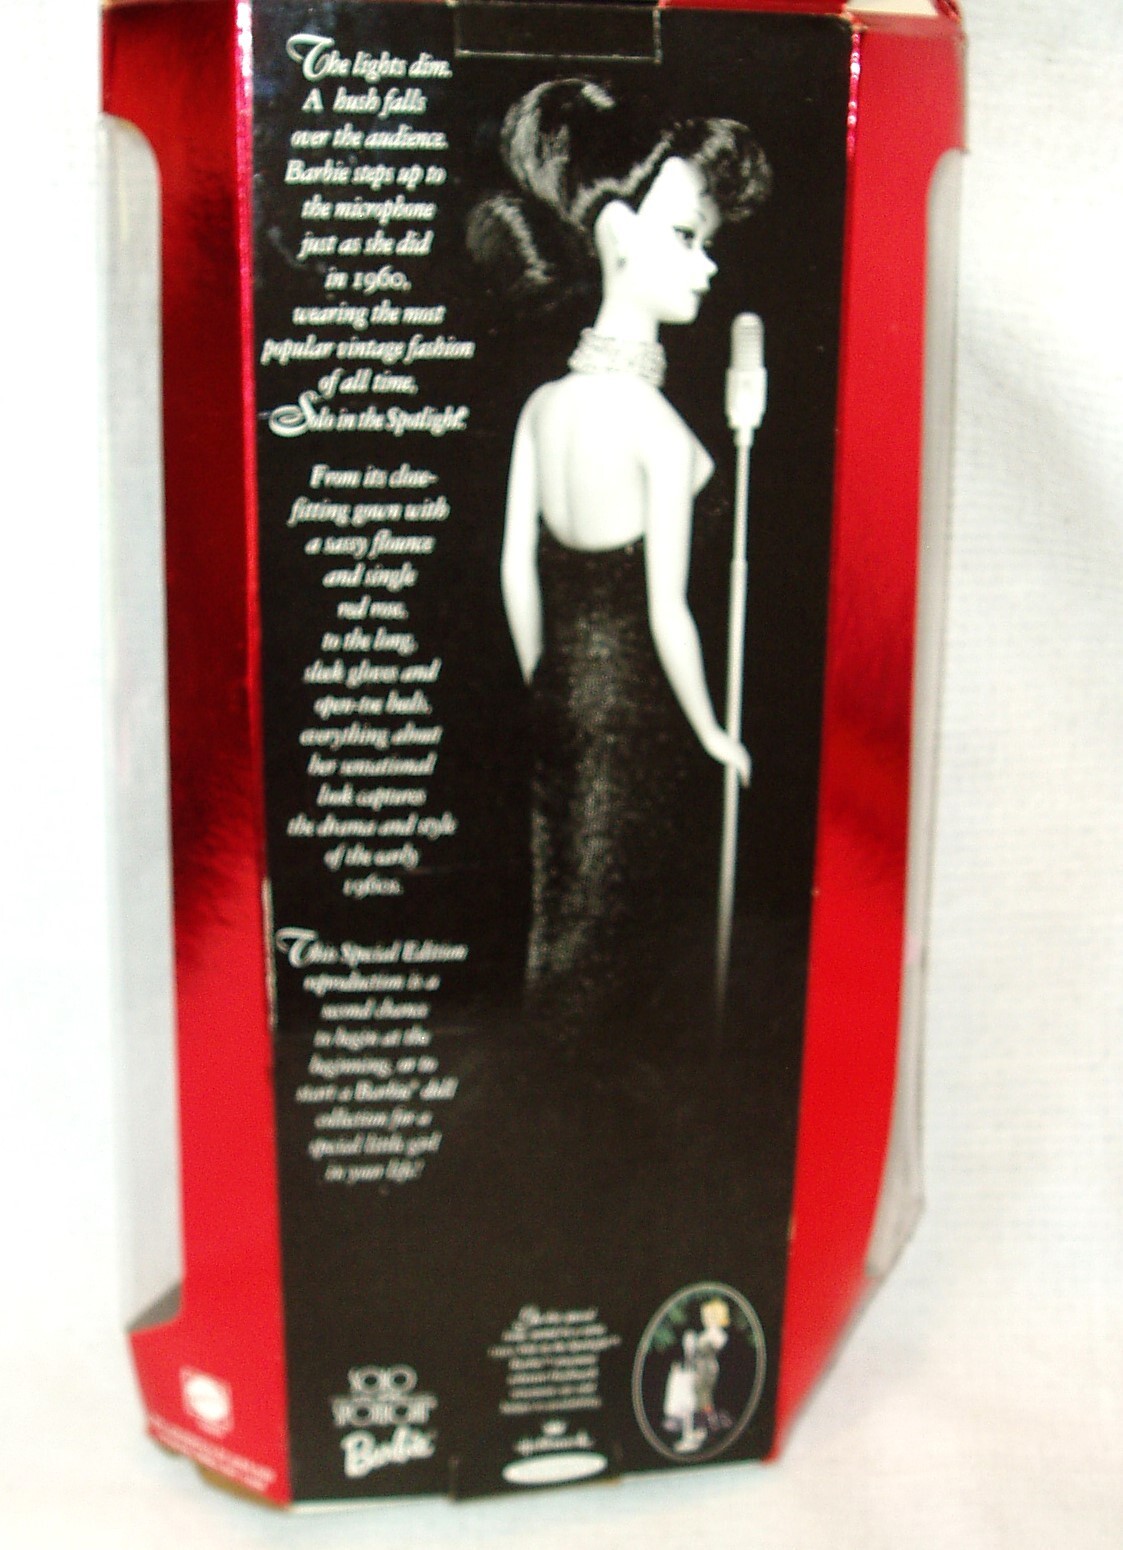 The lights dim.
A hush falls
over the audience.
Barbie steps up to
the microphone
just as she did
in 1960,
wearing the most
popular vintage fashion
of all time,
Solo in the Spotlight.
From its close-
fitting gown with
a sassy flounce
and single
red rose,
to the long,
sleek gloves and
open-toe heels,
everything about
her sensational
look captures
the drama and style
of the early
1960s.
This Special Edition
reproduction is a
second chance
to begin at the
beginning, or to
start a Barbie® doll
collection for a
special little girl
in your life!
SOLO
SPOTLIGHT
Barbie
Hallmark